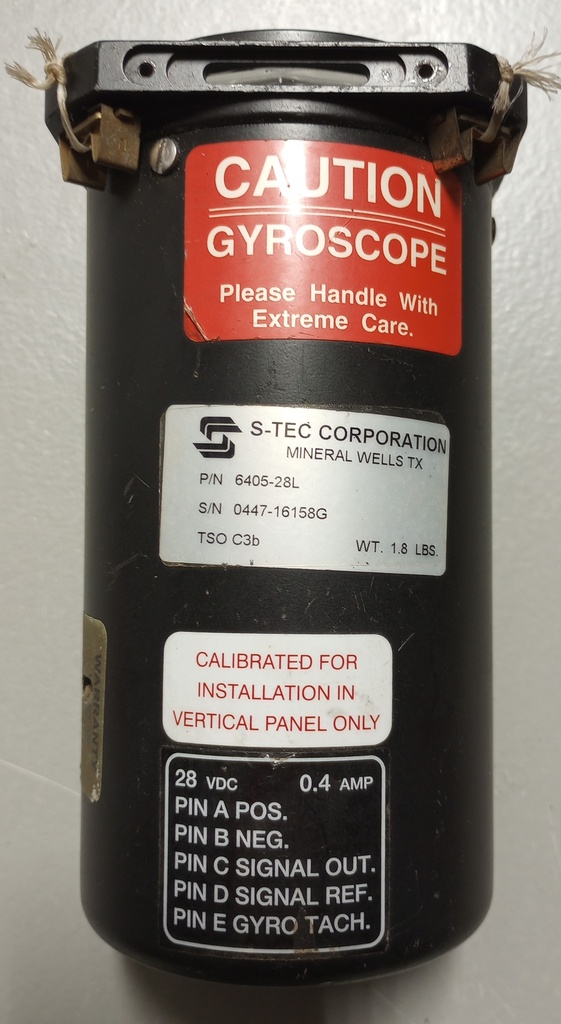 CAUTION
GYROSCOPE
Please Handle With
Extreme Care.
S-TEC CORPORATION
MINERAL WELLS TX
P/N 6405-28L
S/N 0447-16158G
TSO C3b WT. 1.8 LBS.
WARRANTY
CALIBRATED FOR
INSTALLATION IN
VERTICAL PANEL ONLY
28 VDC 0.4 AMP
PIN A POS.
PIN B NEG.
PIN C SIGNAL OUT.
PIN D SIGNAL REF.
PIN E GYRO TACH.